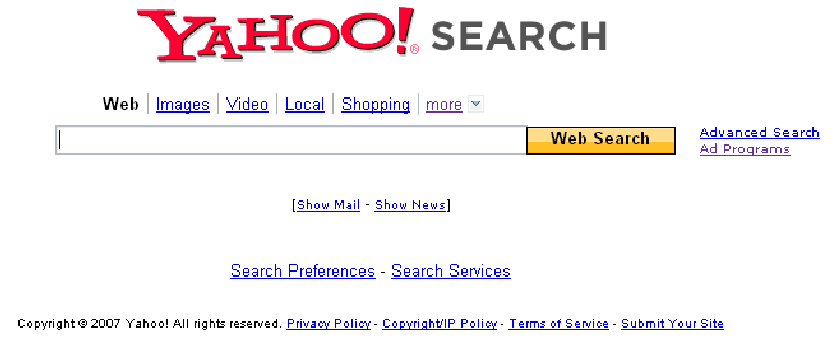 YAHOO!® SEARCH
Web | Images | Video | Local | Shopping | more
Web Search
Advanced Search
Ad Programs
[Show Mail - Show News]
Search Preferences - Search Services
Copyright © 2007 Yahoo! All rights reserved. Privacy Policy - Copyright/IP Policy - Terms of Service - Submit Your Site